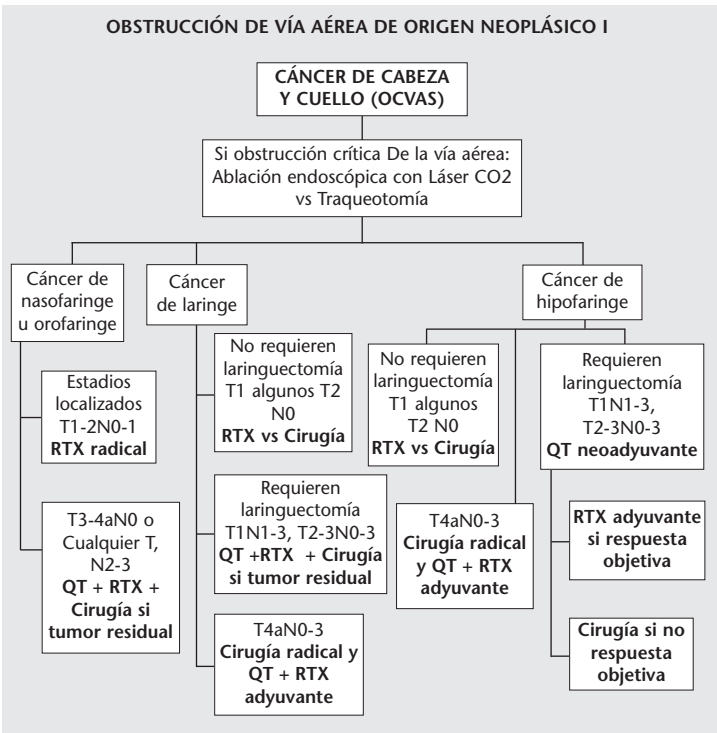 OBSTRUCCIÓN DE VÍA AÉREA DE ORIGEN NEOPLÁSICO I
CÁNCER DE CABEZA
Y CUELLO (OCVAS)
Si obstrucción crítica De la vía aérea:
Ablación endoscópica con Láser CO2
vs Traqueotomía
Cáncer de
nasofaringe
u orofaringe
Estadios
localizados
T1-2N0-1
RTX radical
T3-4aN0 o
Cualquier T,
N2-3
QT + RTX +
Cirugía si
tumor residual
Cáncer
de laringe
No requieren
laringuectomía
T1 algunos T2
N0
RTX vs Cirugía
Requieren
laringuectomía
T1N1-3, T2-3N0-3
QT +RTX + Cirugía
si tumor residual
T4aN0-3
Cirugía radical y
QT + RTX
adyuvante
Cáncer de
hipofaringe
No requieren
laringuectomía
T1 algunos
T2 N0
RTX vs Cirugía
T4aN0-3
Cirugía radical
y QT + RTX
adyuvante
Requieren
laringuectomía
T1N1-3,
T2-3N0-3
QT neoadyuvante
RTX adyuvante
si respuesta
objetiva
Cirugía si no
respuesta
objetiva